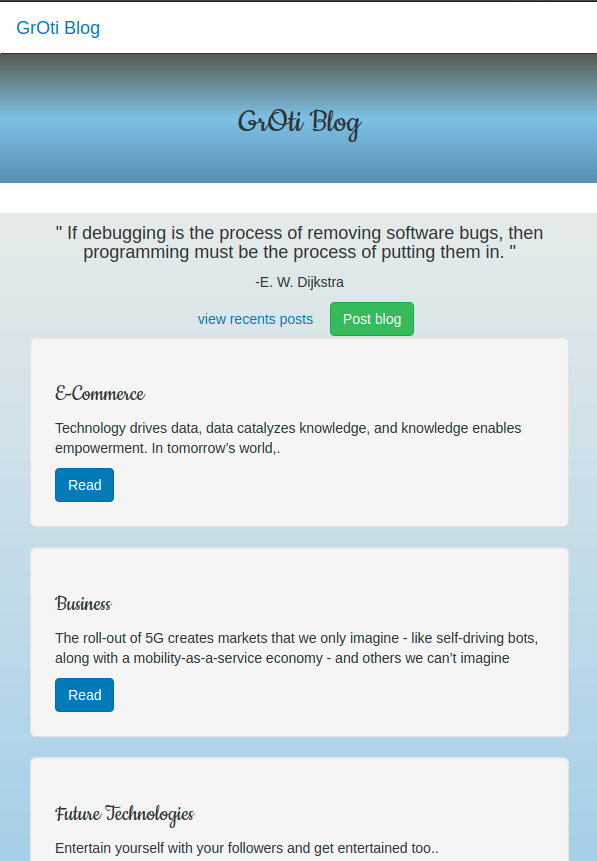 GrOti Blog
GrOti Blog
" If debugging is the process of removing software bugs, then
programming must be the process of putting them in. "
-E. W. Dijkstra
view recents posts Post blog
E-Commerce
Technology drives data, data catalyzes knowledge, and knowledge enables
empowerment. In tomorrow’s world,.
Read
Business
The roll-out of 5G creates markets that we only imagine - like self-driving bots,
along with a mobility-as-a-service economy - and others we can’t imagine
Read
Future Technologies
Entertain yourself with your followers and get entertained too..